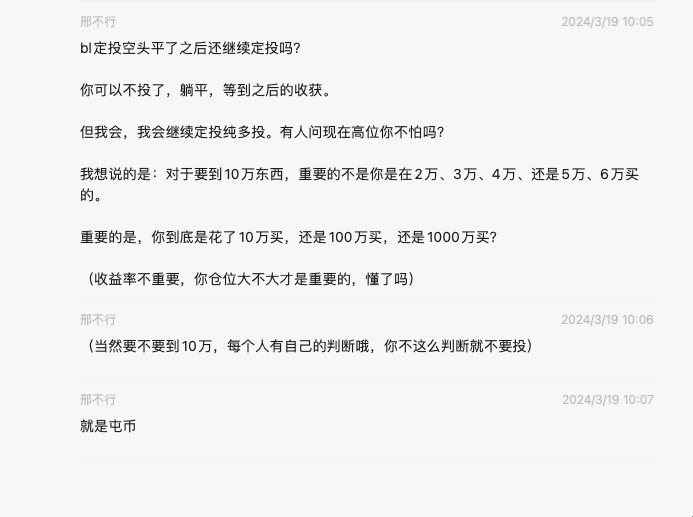 邢不行
2024/3/19 10:05
bl定投空头平了之后还继续定投吗？
你可以不投了，躺平，等到之后的收获。
但我会，我会继续定投纯多投。有人问现在高位你不怕吗？
我想说的是：对于要到10万东西，重要的不是你是在2万、3万、4万、还是5万、6万买
的。
重要的是，你到底是花了10万买，还是100万买，还是1000万买？
（收益率不重要，你仓位大不大才是重要的，懂了吗）
邢不行
2024/3/19 10:06
（当然要不要到10万，每个人有自己的判断哦，你不这么判断就不要投）
邢不行
2024/3/19 10:07
就是屯币